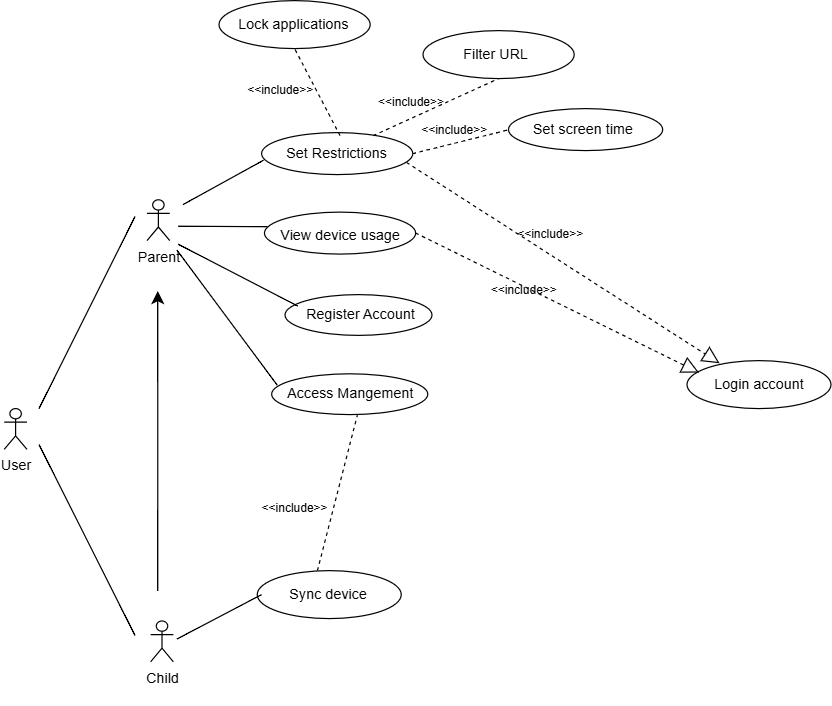 Lock applications
Filter URL
<<include>>
<<include>>
<<include>>
Set screen time
Set Restrictions
<<include>>
View device usage
Parent
<<include>>
Register Account
Login account
Access Mangement
User
<<include>>
Sync device
Child